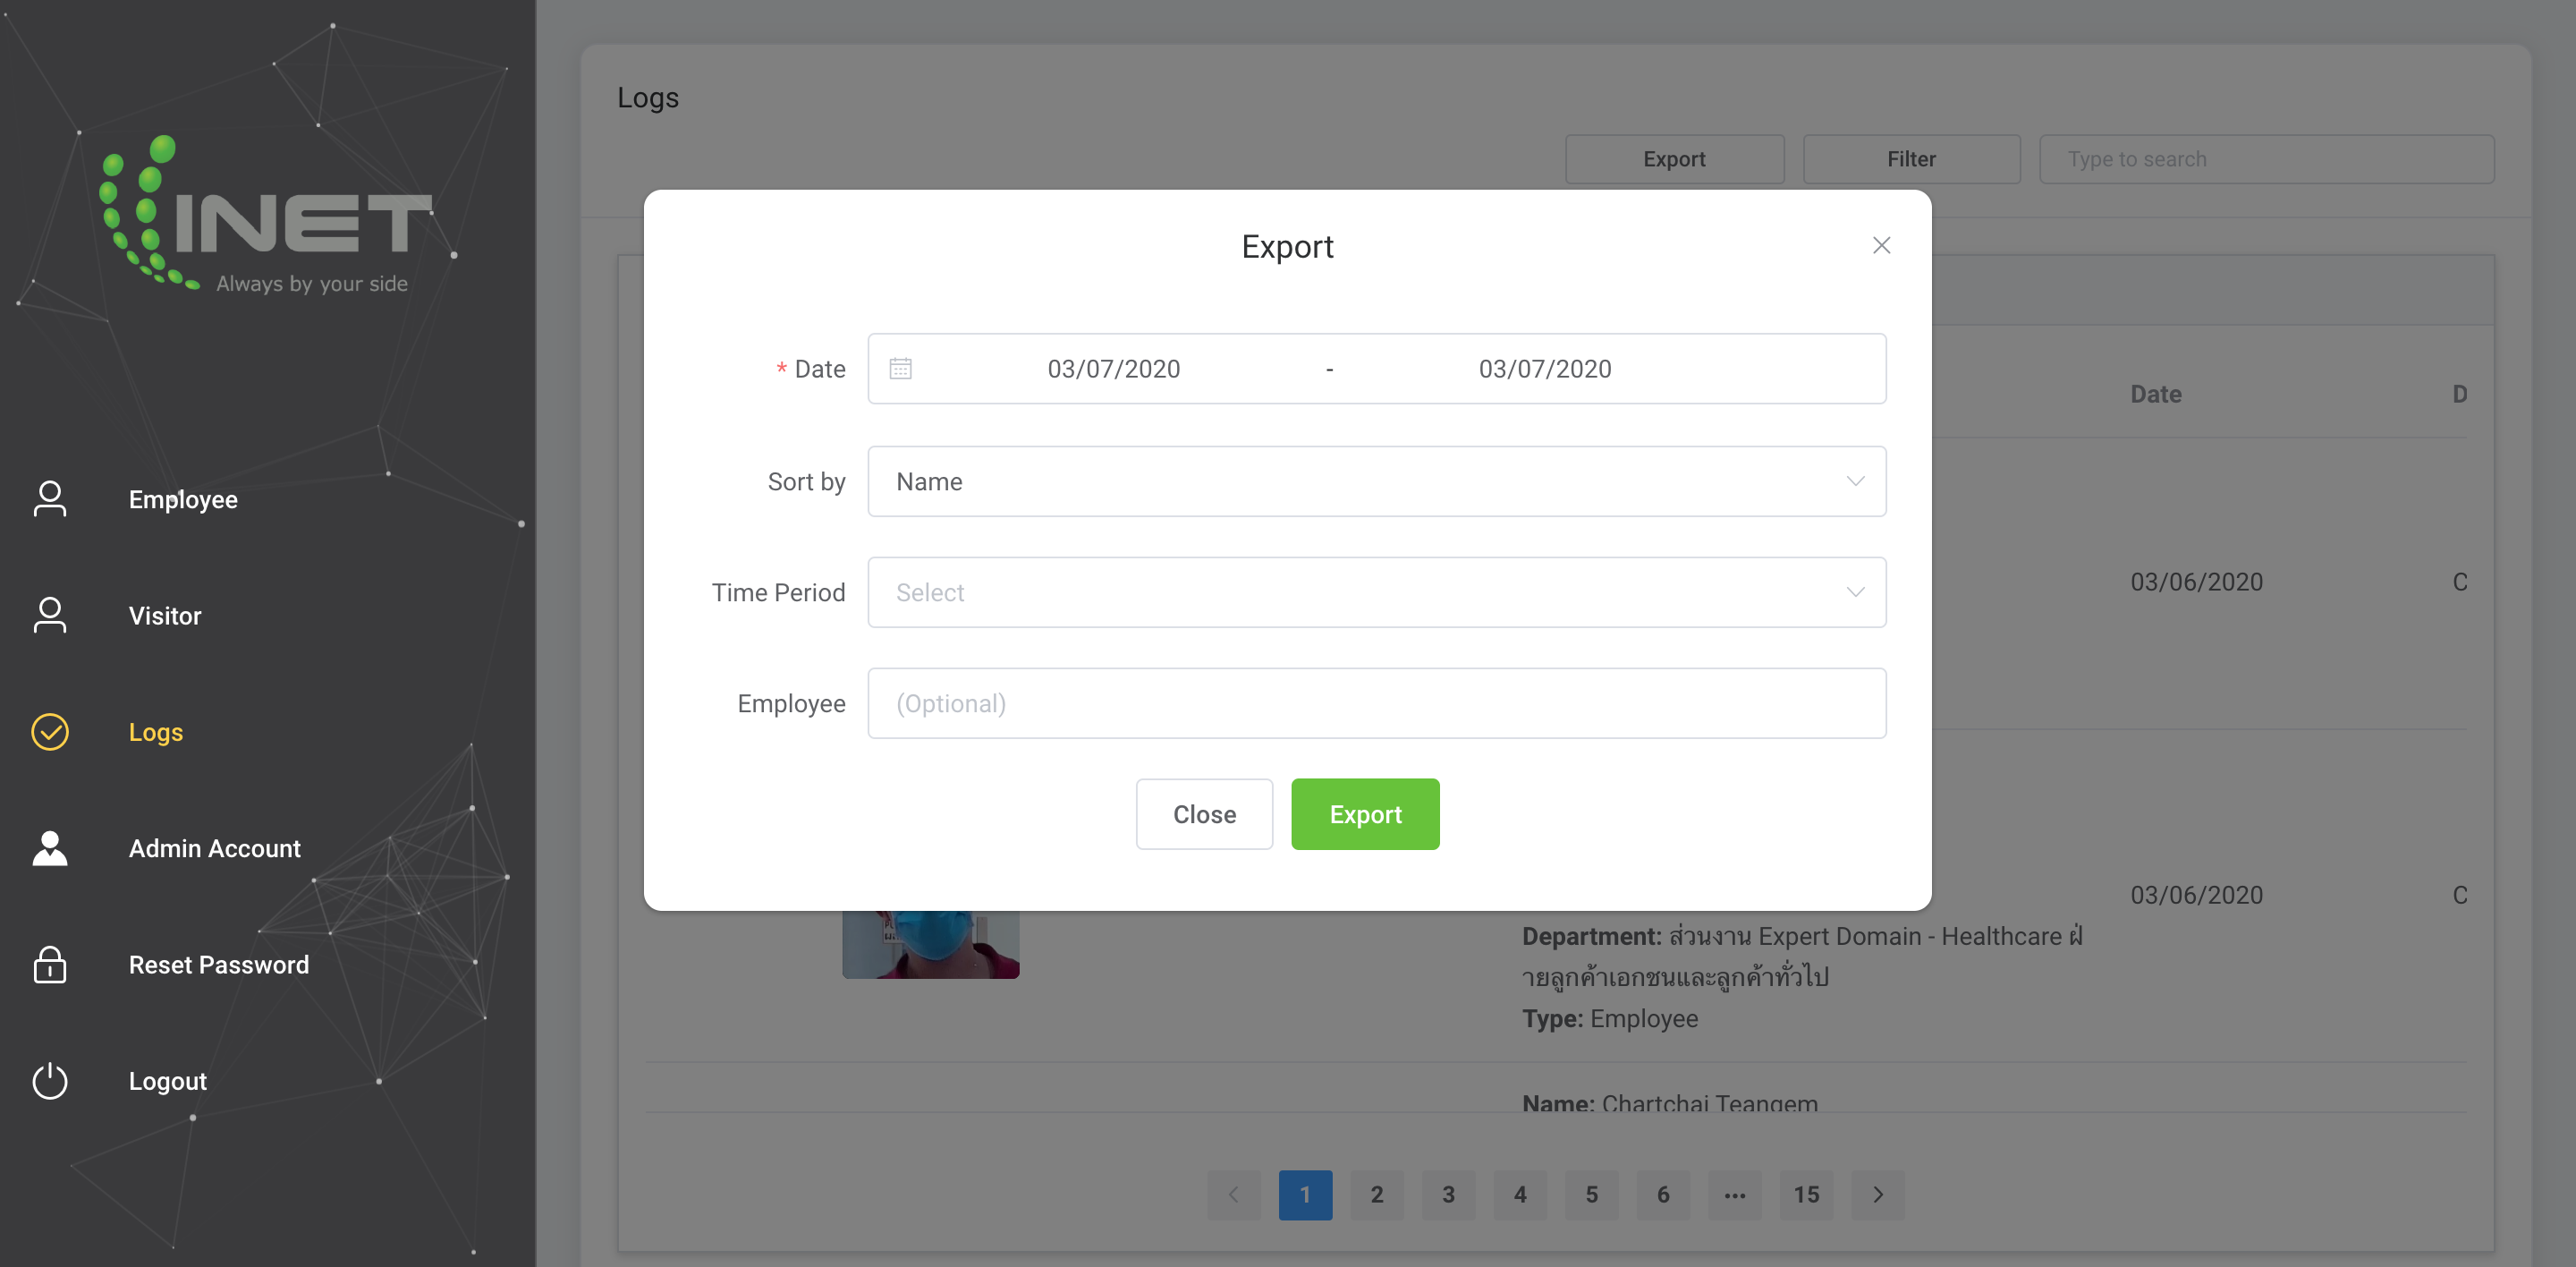 INET
Always by your side
Employee
Visitor
Logs
Admin Account
Reset Password
Logout
Logs
Export
Filter
Type to search
Export
* Date
03/07/2020
-
03/07/2020
Sort by
Name
Time Period
Select
Employee
(Optional)
Close
Export
Date
D
03/06/2020
C
03/06/2020
C
Department: ส่วนงาน Expert Domain - Healthcare ฝ่
ายลูกค้าเอกชนและลูกค้าทั่วไป
Type: Employee
Name: Chartchai Teangem
1 2 3 4 5 6 ••• 15